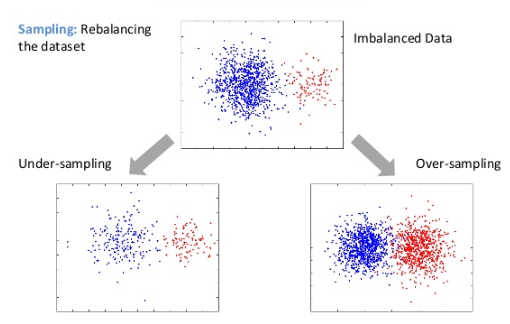 Sampling: Rebalancing
the dataset
Imbalanced Data
Under-sampling
Over-sampling